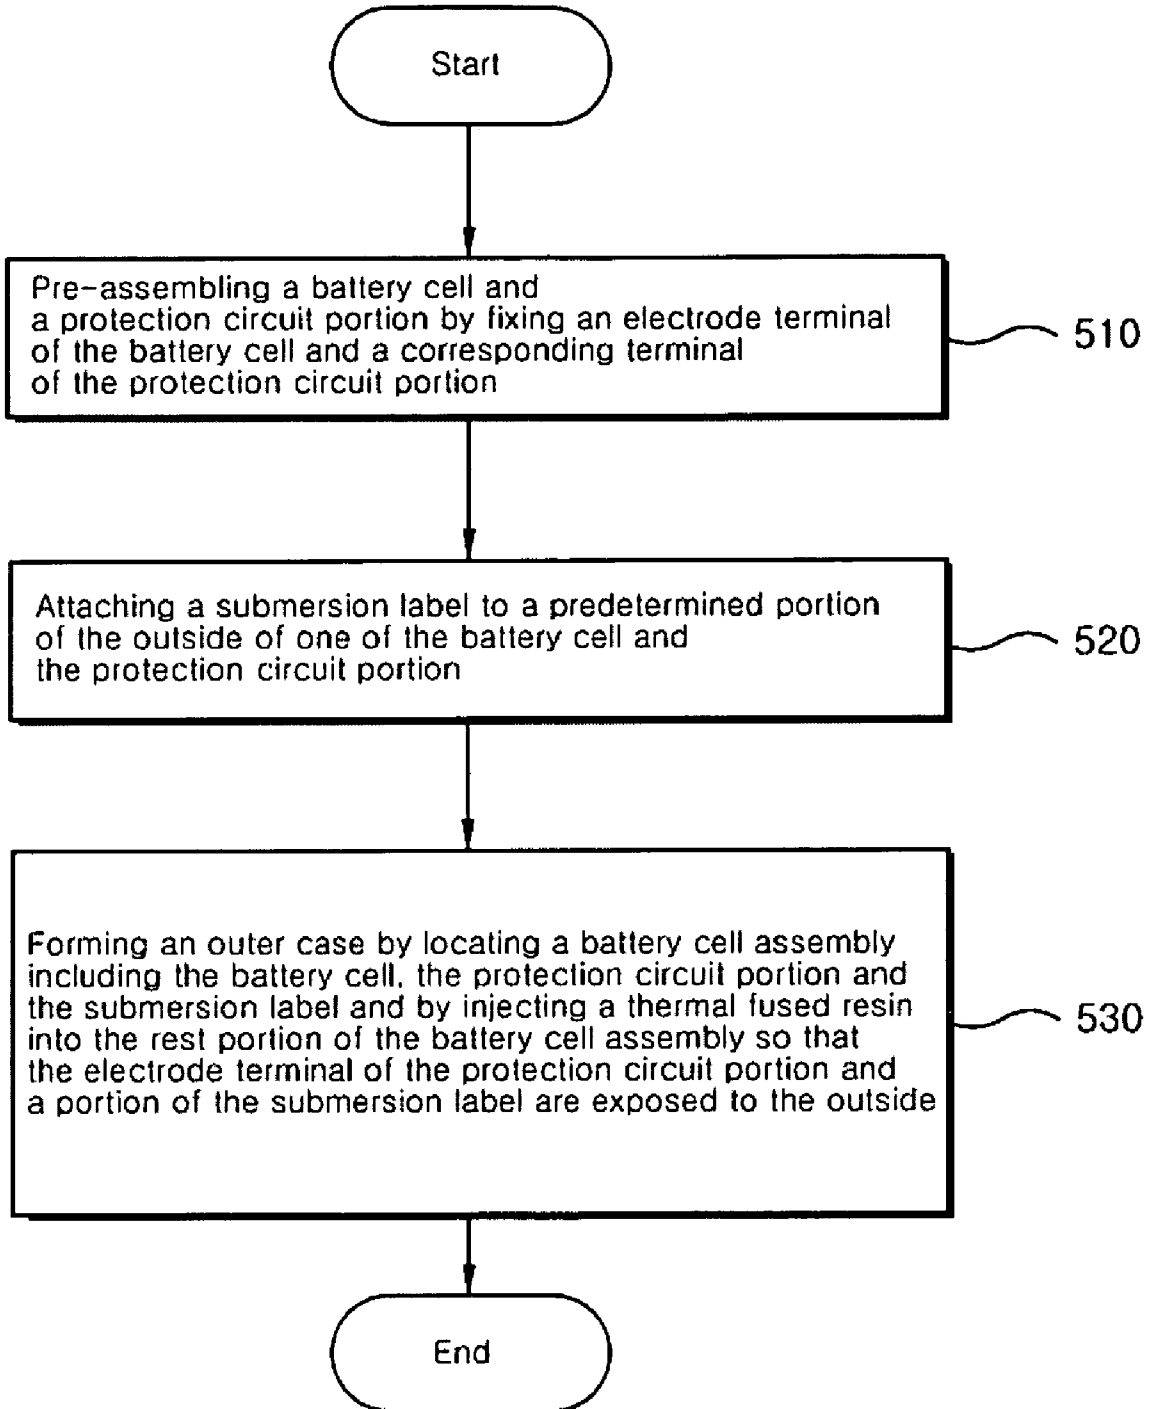 Start
Pre-assembling a battery cell and
a protection circuit portion by fixing an electrode terminal
of the battery cell and a corresponding terminal
of the protection circuit portion
510
Attaching a submersion label to a predetermined portion
of the outside of one of the battery cell and
the protection circuit portion
520
Forming an outer case by locating a battery cell assembly
including the battery cell, the protection circuit portion and
the submersion label and by injecting a thermal fused resin
into the rest portion of the battery cell assembly so that
the electrode terminal of the protection circuit portion and
a portion of the submersion label are exposed to the outside
530
End